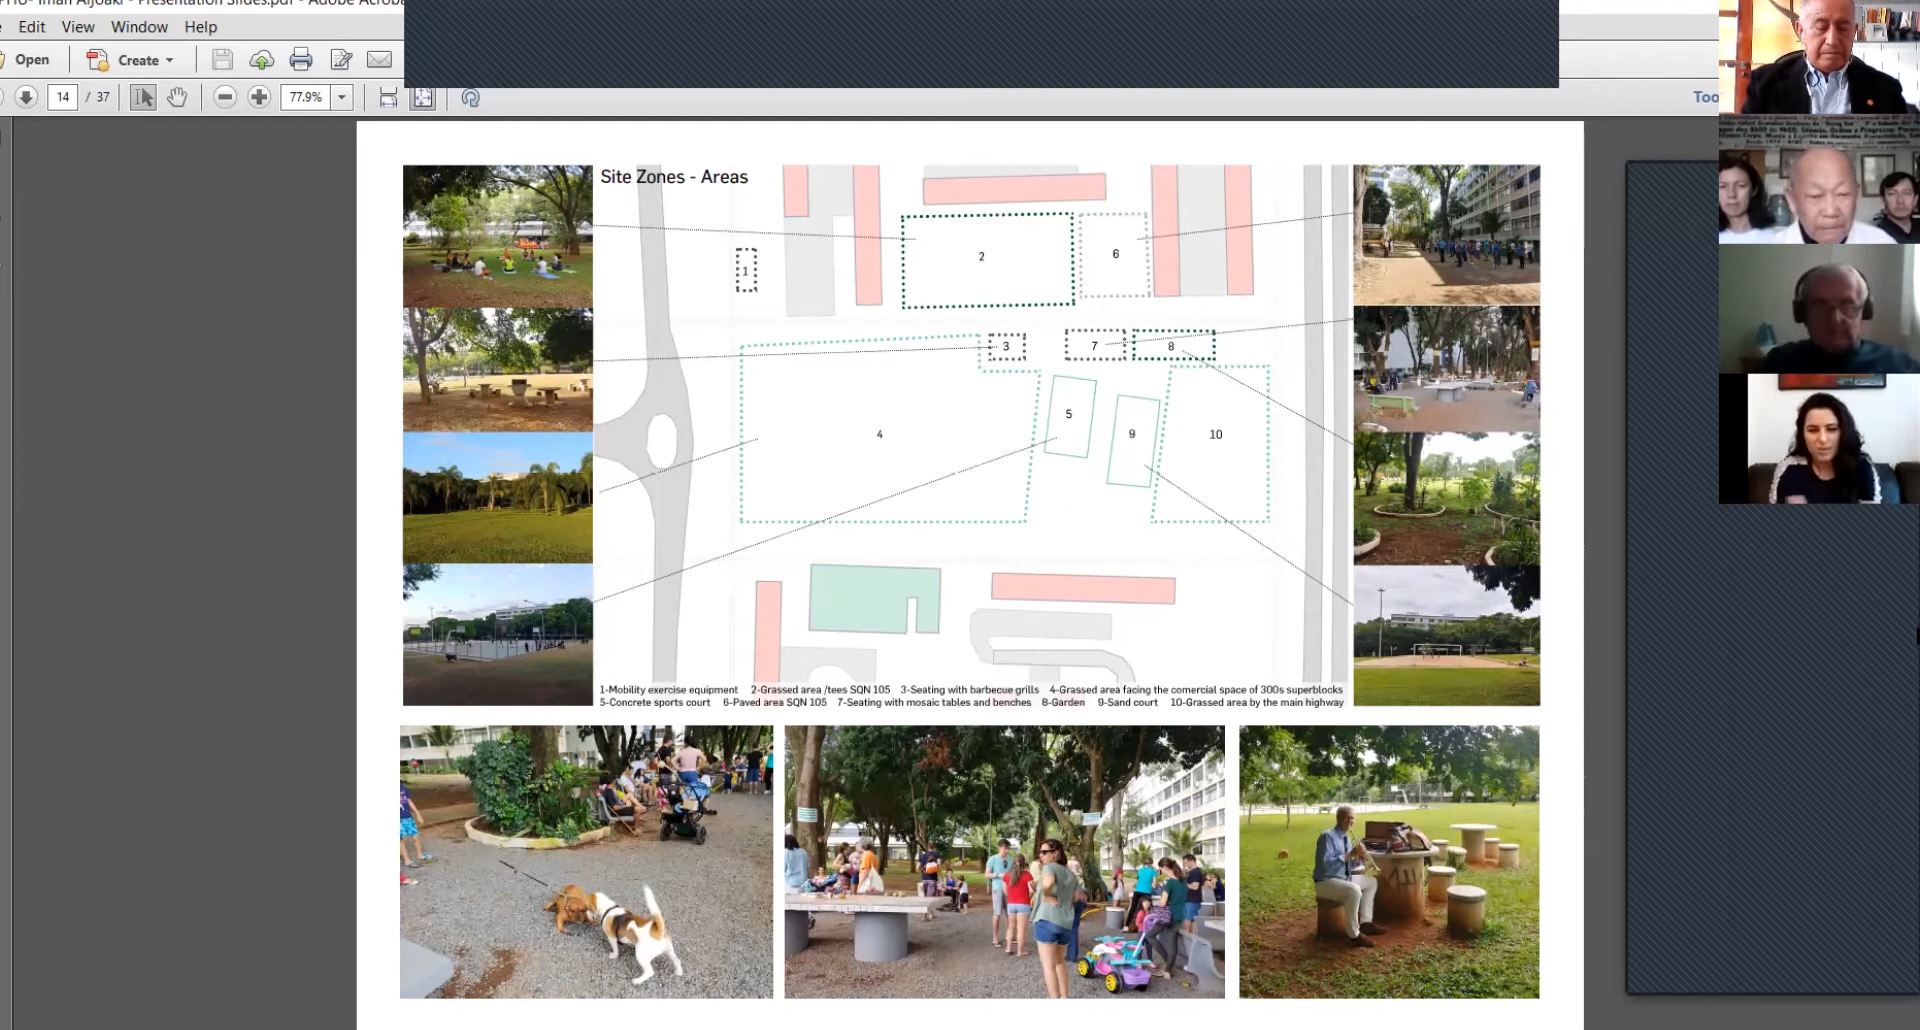 Edit View Window Help
Open Create
14 / 37 77.9% Too
Site Zones - Areas
1
2
6
3
7
8
5
4
9
10
1-Mobility exercise equipment 2-Grassed area /tees SQN 105 3-Seating with barbecue grills 4-Grassed area facing the comercial space of 300s superblocks
5-Concrete sports court 6-Paved area SQN 105 7-Seating with mosaic tables and benches 8-Garden 9-Sand court 10-Grassed area by the main highway